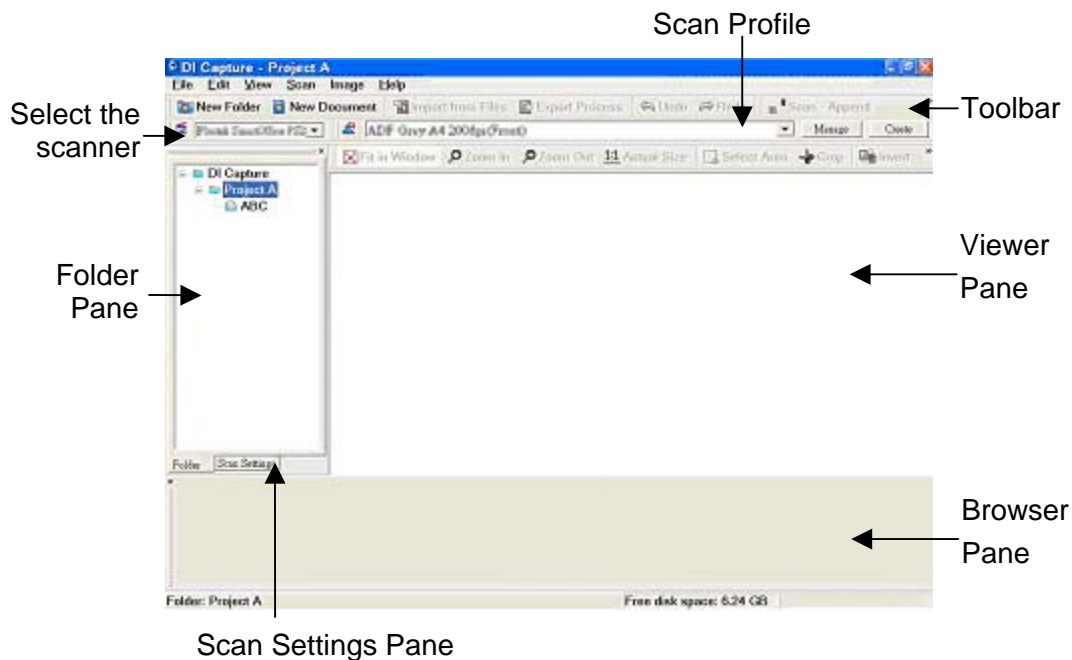 Scan Profile
DI Capture - Project A
File Edit View Scan Image Help
New Folder New Document Import from Files Export Process Undo Scan - Append
Toolbar
Select the
scanner
ADF Gray A4 200dpi(Front)
Manage Create
Fit in Window Zoom In Zoom Out 1:1 Actual Size Select Area Crop Invert
DI Capture
Project A
ABC
Folder
Pane
Viewer
Pane
Folder Scan Settings
Browser
Pane
Folder: Project A Free disk space: 6.24 GB
Scan Settings Pane